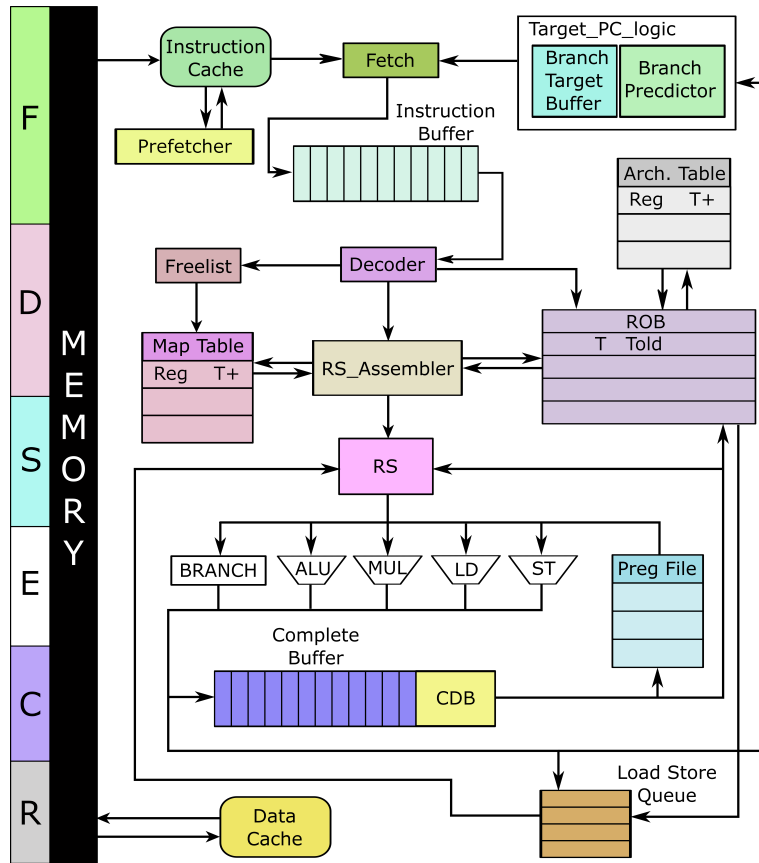 F
D
S
E
C
R
M
E
M
O
R
Y
Instruction
Cache
Prefetcher
Fetch
Target_PC_logic
Branch
Target
Buffer
Branch
Precdictor
Instruction
Buffer
Arch. Table
Reg T+
Freelist
Decoder
Map Table
Reg T+
RS_Assembler
ROB
T Told
RS
BRANCH
ALU
MUL
LD
ST
Preg File
Complete
Buffer
CDB
Load Store
Queue
Data
Cache